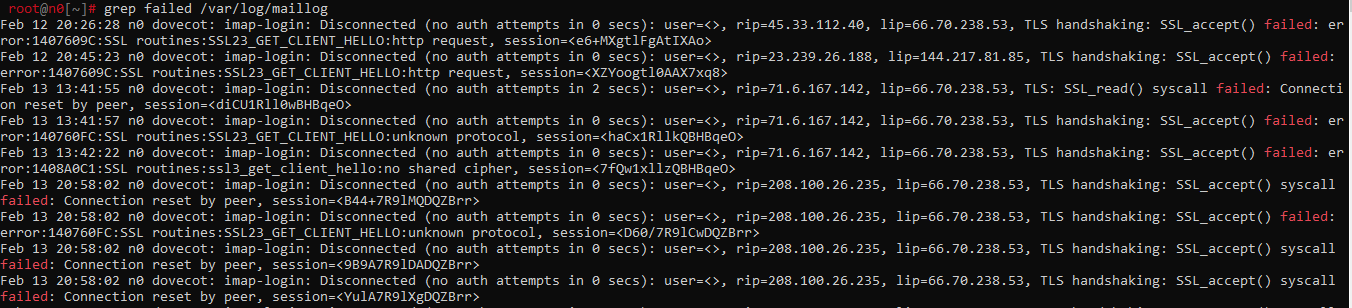 root@n0[~]# grep failed /var/log/maillog
Feb 12 20:26:28 n0 dovecot: imap-login: Disconnected (no auth attempts in 0 secs): user=<>, rip=45.33.112.40, lip=66.70.238.53, TLS handshaking: SSL_accept() failed: er
ror:1407609C:SSL routines:SSL23_GET_CLIENT_HELLO:http request, session=<e6+MXgtlFgAtIXAo>
Feb 12 20:45:23 n0 dovecot: imap-login: Disconnected (no auth attempts in 0 secs): user=<>, rip=23.239.26.188, lip=144.217.81.85, TLS handshaking: SSL_accept() failed:
error:1407609C:SSL routines:SSL23_GET_CLIENT_HELLO:http request, session=<XZYoogtl0AAX7xq8>
Feb 13 13:41:55 n0 dovecot: imap-login: Disconnected (no auth attempts in 2 secs): user=<>, rip=71.6.167.142, lip=66.70.238.53, TLS: SSL_read() syscall failed: Connecti
on reset by peer, session=<diCU1Rll0wBHBqeO>
Feb 13 13:41:57 n0 dovecot: imap-login: Disconnected (no auth attempts in 0 secs): user=<>, rip=71.6.167.142, lip=66.70.238.53, TLS handshaking: SSL_accept() failed: er
ror:140760FC:SSL routines:SSL23_GET_CLIENT_HELLO:unknown protocol, session=<haCx1RllkQBHBqeO>
Feb 13 13:42:22 n0 dovecot: imap-login: Disconnected (no auth attempts in 0 secs): user=<>, rip=71.6.167.142, lip=66.70.238.53, TLS handshaking: SSL_accept() failed: er
ror:1408A0C1:SSL routines:ssl3_get_client_hello:no shared cipher, session=<7fQw1xllzQBHBqeO>
Feb 13 20:58:02 n0 dovecot: imap-login: Disconnected (no auth attempts in 0 secs): user=<>, rip=208.100.26.235, lip=66.70.238.53, TLS handshaking: SSL_accept() syscall
failed: Connection reset by peer, session=<B44+7R9lMQDQZBrr>
Feb 13 20:58:02 n0 dovecot: imap-login: Disconnected (no auth attempts in 0 secs): user=<>, rip=208.100.26.235, lip=66.70.238.53, TLS handshaking: SSL_accept() failed:
error:140760FC:SSL routines:SSL23_GET_CLIENT_HELLO:unknown protocol, session=<D60/7R9lCwDQZBrr>
Feb 13 20:58:02 n0 dovecot: imap-login: Disconnected (no auth attempts in 0 secs): user=<>, rip=208.100.26.235, lip=66.70.238.53, TLS handshaking: SSL_accept() syscall
failed: Connection reset by peer, session=<9B9A7R9lDADQZBrr>
Feb 13 20:58:02 n0 dovecot: imap-login: Disconnected (no auth attempts in 0 secs): user=<>, rip=208.100.26.235, lip=66.70.238.53, TLS handshaking: SSL_accept() syscall
failed: Connection reset by peer, session=<YulA7R9lXgDQZBrr>